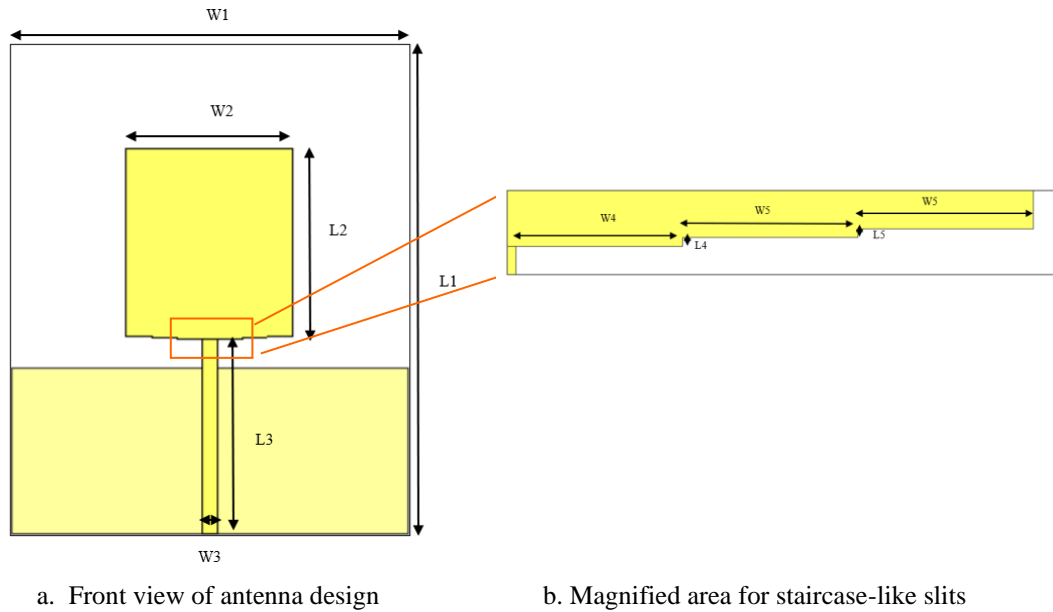 W1
W2
W5
W4
W5
L5
L4
L2
L1
L3
W3
a. Front view of antenna design
b. Magnified area for staircase-like slits